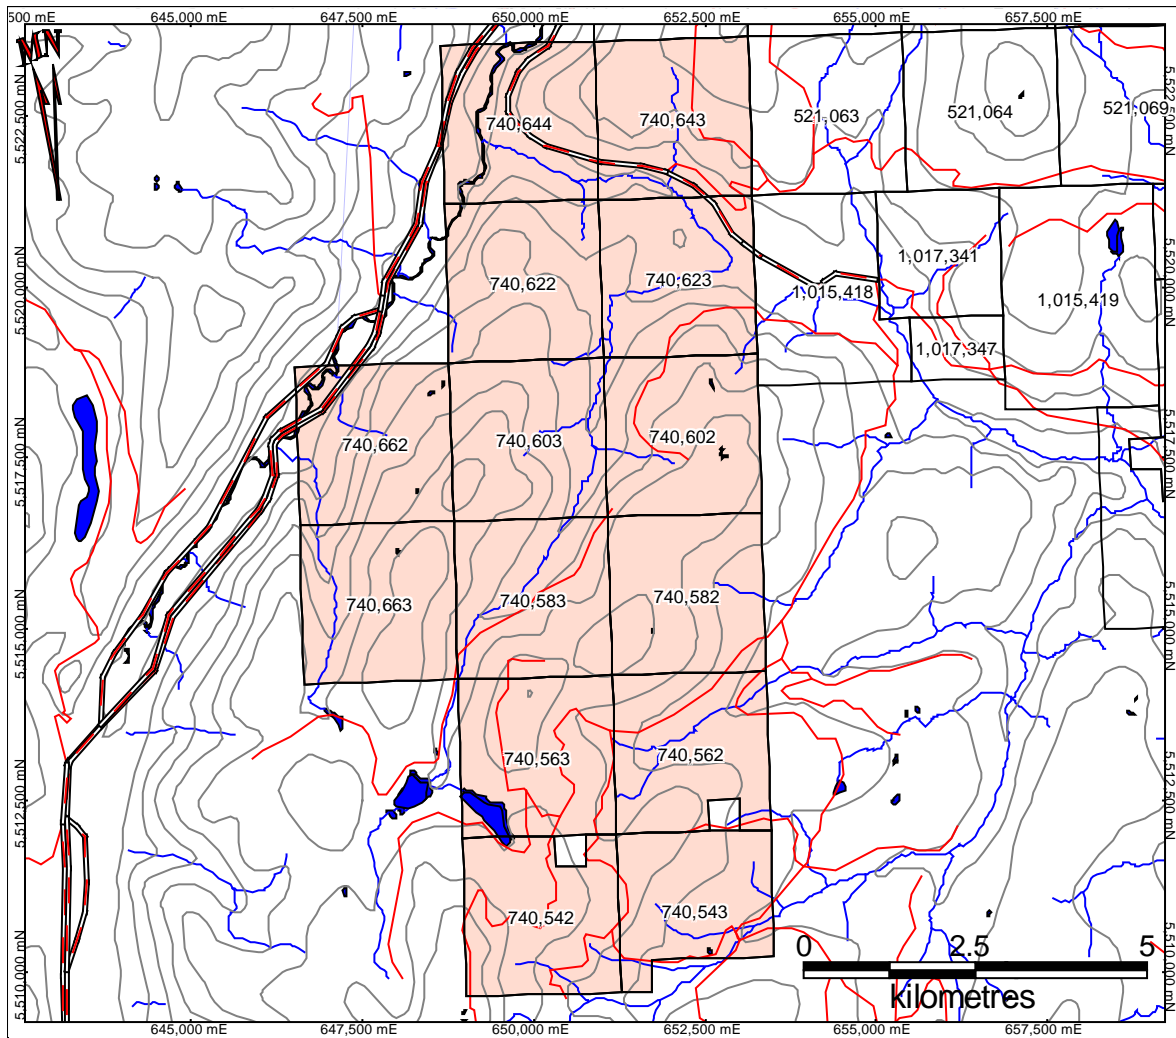 500 mE 645,000 mE 647,500 mE 650,000 mE 652,500 mE 655,000 mE 657,500 mE
MN
5,522,500 mN
5,522,500 mN
740,644
740,643
521,063
521,064
521,069
5,520,000 mN
5,520,000 mN
740,622
740,623
1,015,418
1,017,341
1,015,419
1,017,347
5,517,500 mN
5,517,500 mN
740,662
740,603
740,602
5,515,000 mN
5,515,000 mN
740,663
740,583
740,582
5,512,500 mN
5,512,500 mN
740,563
740,562
740,542
740,543
5,510,000 mN
5,510,000 mN
0 2.5 5
kilometres
645,000 mE 647,500 mE 650,000 mE 652,500 mE 655,000 mE 657,500 mE